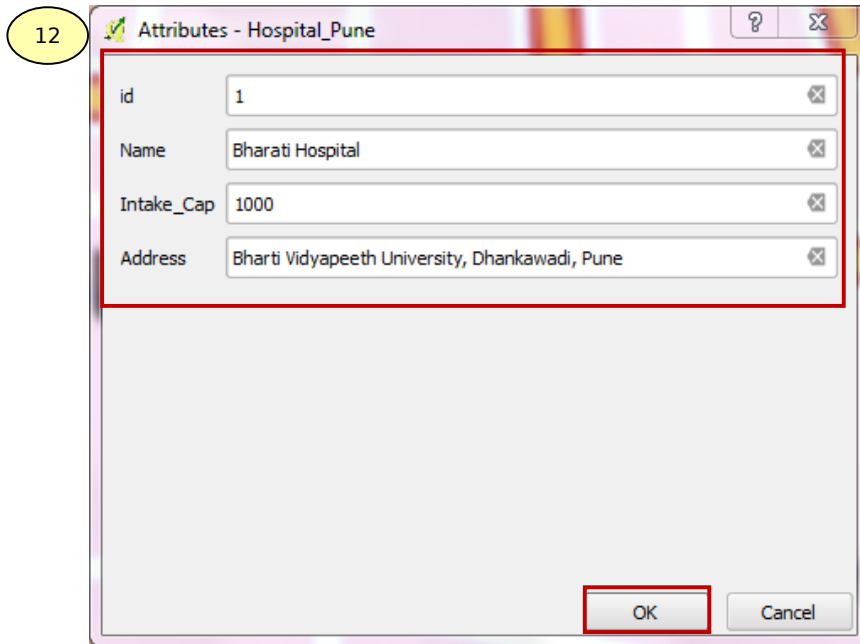 12
Attributes - Hospital_Pune
id 1
Name Bharati Hospital
Intake_Cap 1000
Address Bharti Vidyapeeth University, Dhankawadi, Pune
OK Cancel